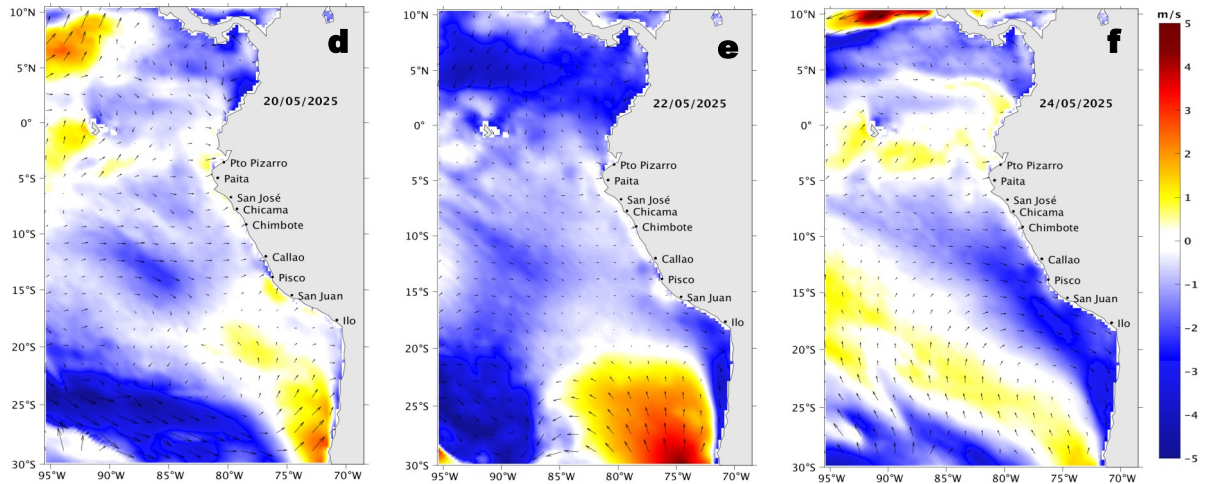 d
20/05/2025
10°N
5°N
0°
5°S
10°S
15°S
20°S
25°S
30°S
95°W
90°W
85°W
80°W
75°W
70°W
Pto Pizarro
Paita
San José
Chicama
Chimbote
Callao
Pisco
San Juan
Ilo
e
22/05/2025
10°N
5°N
0°
5°S
10°S
15°S
20°S
25°S
30°S
95°W
90°W
85°W
80°W
75°W
70°W
Pto Pizarro
Paita
San José
Chicama
Chimbote
Callao
Pisco
San Juan
Ilo
f
24/05/2025
10°N
5°N
0°
5°S
10°S
15°S
20°S
25°S
30°S
95°W
90°W
85°W
80°W
75°W
70°W
Pto Pizarro
Paita
San José
Chicama
Chimbote
Callao
Pisco
San Juan
Ilo
m/s
5
4
3
2
1
0
−1
−2
−3
−4
−5